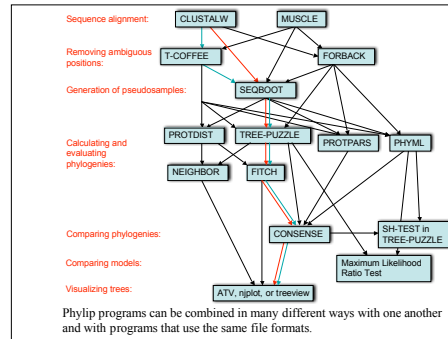 Sequence alignment: CLUSTALW MUSCLE
Removing ambiguous
positions: T-COFFEE FORBACK
Generation of pseudosamples: SEQBOOT
PROTDIST TREE-PUZZLE PROTPARS PHYML
Calculating and
evaluating
phylogenies:
NEIGHBOR FITCH
SH-TEST in
TREE-PUZZLE
Comparing phylogenies: CONSENSE
Comparing models: Maximum Likelihood
Ratio Test
Visualizing trees: ATV, njplot, or treeview
Phylip programs can be combined in many different ways with one another
and with programs that use the same file formats.